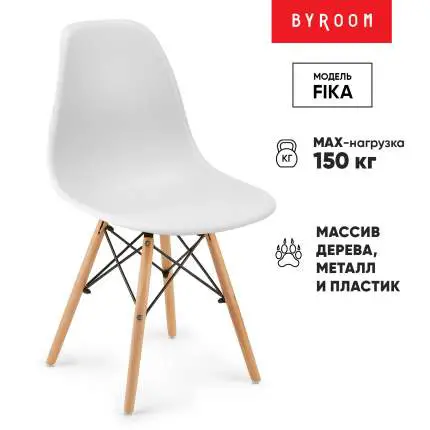 BYROOM
МОДЕЛЬ
FIKA
MAX-нагрузка
КГ
150 кг
МАССИВ
ДЕРЕВА,
МЕТАЛЛ
И ПЛАСТИК